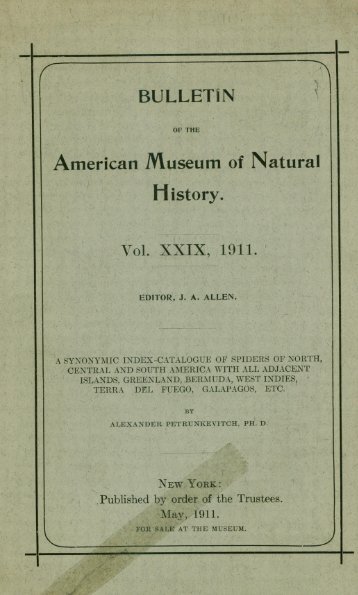 BULLETIN
OF THE
American Museum of Natural
History.
Vol. XXIX, 1911.
EDITOR, J. A. ALLEN.
A SYNONYMIC INDEX-CATALOGUE OF SPIDERS OF NORTH,
CENTRAL AND SOUTH AMERICA WITH ALL ADJACENT
ISLANDS, GREENLAND, BERMUDA, WEST INDIES,
TERRA DEL FUEGO, GALAPAGOS, ETC.
BY
ALEXANDER PETRUNKEVITCH, PH. D.
NEW YORK:
Published by order of the Trustees.
May, 1911.
FOR SALE AT THE MUSEUM.